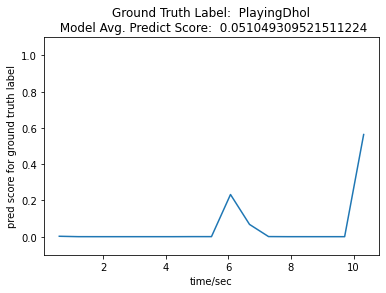 Ground Truth Label:  PlayingDhol
Model Avg. Predict Score:  0.051049309521511224
1.0
0.8
0.6
0.4
0.2
0.0
pred score for ground truth label
2
4
6
8
10
time/sec